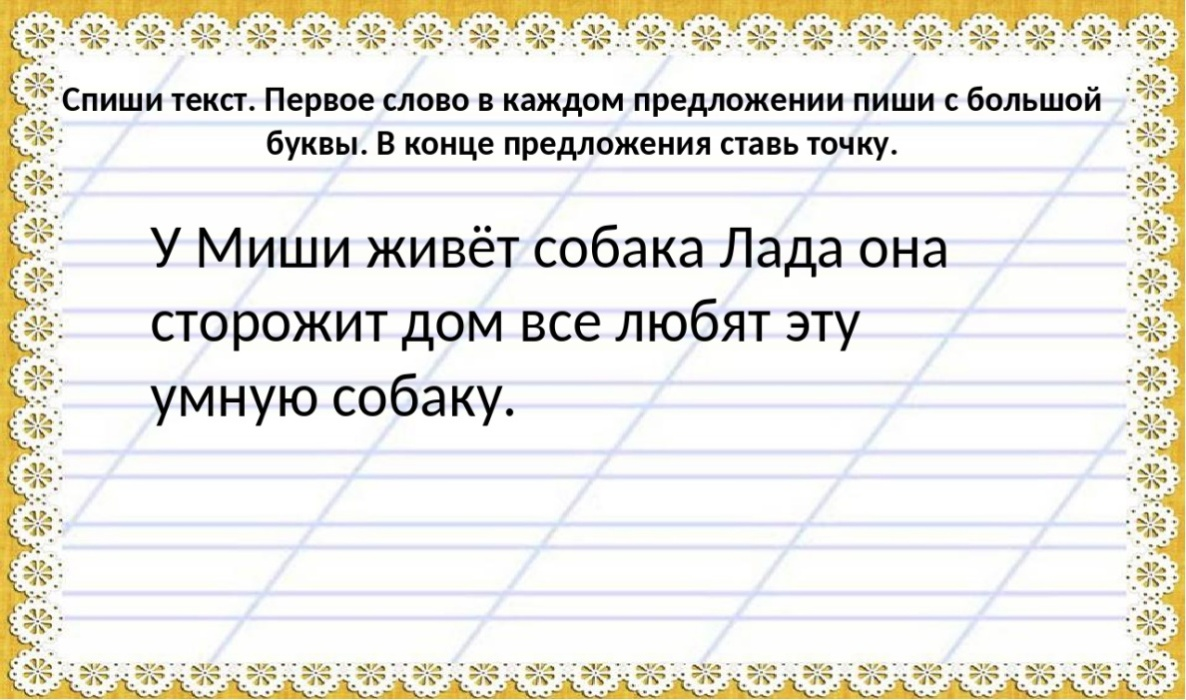 Спиши текст. Первое слово в каждом предложении пиши с большой
буквы. В конце предложения ставь точку.
У Миши живёт собака Лада она
сторожит дом все любят эту
умную собаку.